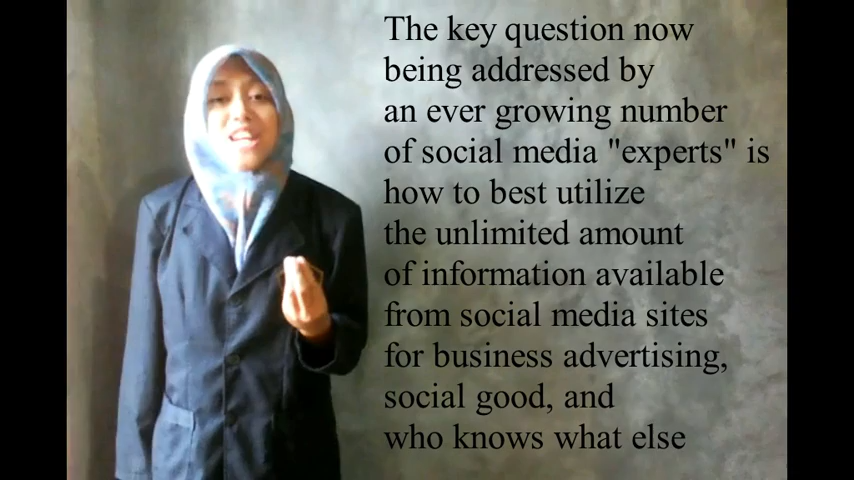 The key question now
being addressed by
an ever growing number
of social media "experts" is
how to best utilize
the unlimited amount
of information available
from social media sites
for business advertising,
social good, and
who knows what else